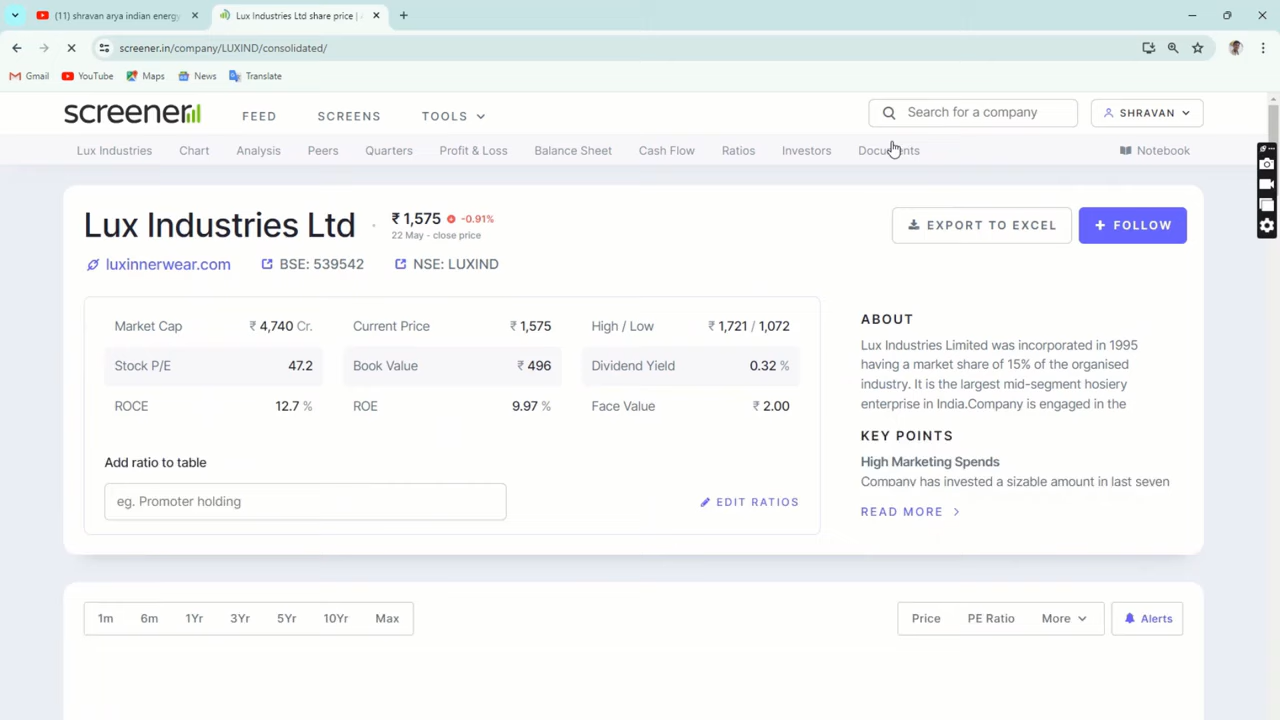 (11) shravan arya indian energy
Lux Industries Ltd share price |
screener.in/company/LUXIND/consolidated/
Gmail YouTube Maps News Translate
screener FEED SCREENS TOOLS Search for a company SHRAVAN
Lux Industries Chart Analysis Peers Quarters Profit & Loss Balance Sheet Cash Flow Ratios Investors Documents Notebook
Lux Industries Ltd
₹ 1,575 -0.91%
22 May - close price
EXPORT TO EXCEL
+ FOLLOW
luxinnerwear.com BSE: 539542 NSE: LUXIND
Market Cap ₹ 4,740 Cr. Current Price ₹ 1,575 High / Low ₹ 1,721 / 1,072
Stock P/E 47.2 Book Value ₹ 496 Dividend Yield 0.32 %
ROCE 12.7 % ROE 9.97 % Face Value ₹ 2.00
Add ratio to table
eg. Promoter holding
EDIT RATIOS
ABOUT
Lux Industries Limited was incorporated in 1995
having a market share of 15% of the organised
industry. It is the largest mid-segment hosiery
enterprise in India.Company is engaged in the
KEY POINTS
High Marketing Spends
Company has invested a sizable amount in last seven
READ MORE
1m 6m 1Yr 3Yr 5Yr 10Yr Max
Price PE Ratio More
Alerts